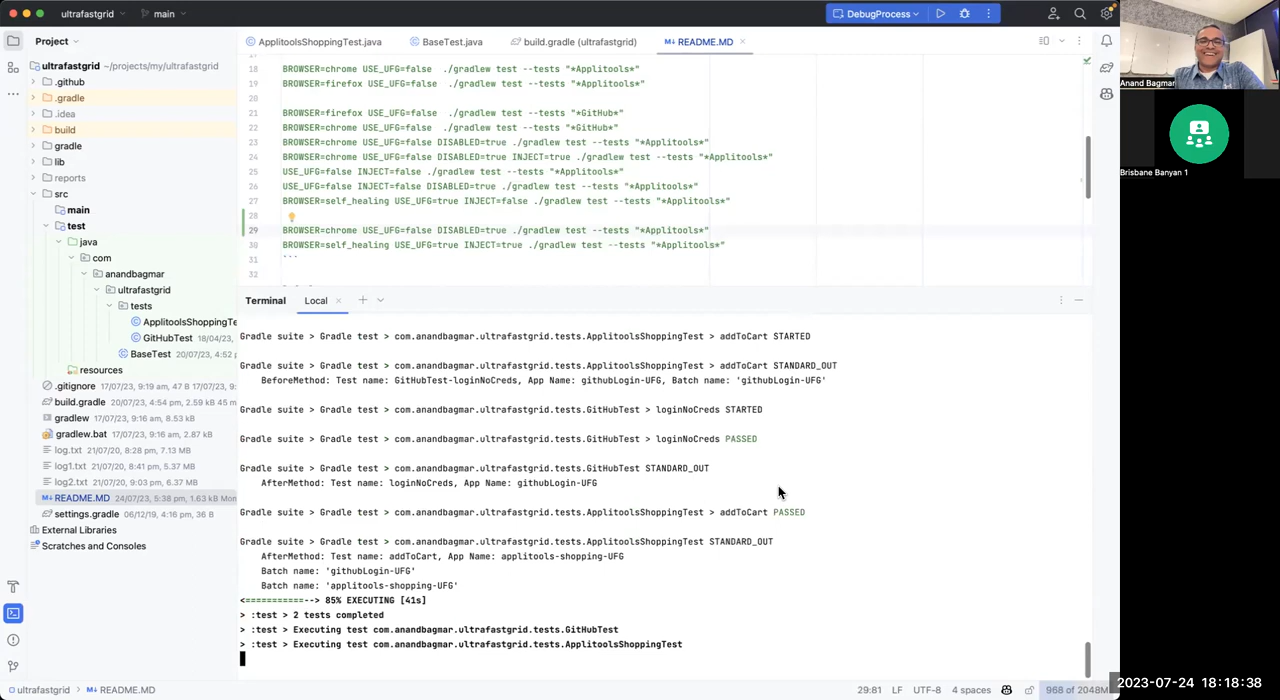 ultrafastgrid
main
DebugProcess
Project
ApplitoolsShoppingTest.java
BaseTest.java
build.gradle (ultrafastgrid)
README.MD
ultrafastgrid ~/projects/my/ultrafastgrid
.github
.gradle
.idea
build
gradle
lib
reports
src
main
test
java
com
anandbagmar
ultrafastgrid
tests
ApplitoolsShoppingTe
GitHubTest 18/04/23,
BaseTest 20/07/23, 4:52 p
resources
.gitignore 17/07/23, 9:19 am, 47 B 17/07/23, 9:
build.gradle 20/07/23, 4:54 pm, 2.59 kB 45 m
gradlew 17/07/23, 9:16 am, 8.53 kB
gradlew.bat 17/07/23, 9:16 am, 2.87 kB
log.txt 21/07/20, 8:28 pm, 7.13 MB
log1.txt 21/07/20, 8:41 pm, 5.37 MB
log2.txt 21/07/20, 9:03 pm, 6.37 MB
README.MD 24/07/23, 5:38 pm, 1.63 kB Mon
settings.gradle 06/12/19, 4:16 pm, 36 B
External Libraries
Scratches and Consoles
18 BROWSER=chrome USE_UFG=false ./gradlew test --tests "*Applitools*"
19 BROWSER=firefox USE_UFG=false ./gradlew test --tests "*Applitools*"
20
21 BROWSER=firefox USE_UFG=false ./gradlew test --tests "*GitHub*"
22 BROWSER=chrome USE_UFG=false ./gradlew test --tests "*GitHub*"
23 BROWSER=chrome USE_UFG=false DISABLED=true ./gradlew test --tests "*Applitools*"
24 BROWSER=chrome USE_UFG=false DISABLED=true INJECT=true ./gradlew test --tests "*Applitools*"
25 USE_UFG=false INJECT=false ./gradlew test --tests "*Applitools*"
26 USE_UFG=false INJECT=false DISABLED=true ./gradlew test --tests "*Applitools*"
27 BROWSER=self_healing USE_UFG=true INJECT=false ./gradlew test --tests "*Applitools*"
28
29 BROWSER=chrome USE_UFG=false DISABLED=true ./gradlew test --tests "*Applitools*"
30 BROWSER=self_healing USE_UFG=true INJECT=true ./gradlew test --tests "*Applitools*"
31 ```
32
Terminal
Local
Gradle suite > Gradle test > com.anandbagmar.ultrafastgrid.tests.ApplitoolsShoppingTest > addToCart STARTED
Gradle suite > Gradle test > com.anandbagmar.ultrafastgrid.tests.ApplitoolsShoppingTest > addToCart STANDARD_OUT
BeforeMethod: Test name: GitHubTest-loginNoCreds, App Name: githubLogin-UFG, Batch name: 'githubLogin-UFG'
Gradle suite > Gradle test > com.anandbagmar.ultrafastgrid.tests.GitHubTest > loginNoCreds STARTED
Gradle suite > Gradle test > com.anandbagmar.ultrafastgrid.tests.GitHubTest > loginNoCreds PASSED
Gradle suite > Gradle test > com.anandbagmar.ultrafastgrid.tests.GitHubTest STANDARD_OUT
AfterMethod: Test name: loginNoCreds, App Name: githubLogin-UFG
Gradle suite > Gradle test > com.anandbagmar.ultrafastgrid.tests.ApplitoolsShoppingTest > addToCart PASSED
Gradle suite > Gradle test > com.anandbagmar.ultrafastgrid.tests.ApplitoolsShoppingTest STANDARD_OUT
AfterMethod: Test name: addToCart, App Name: applitools-shopping-UFG
Batch name: 'githubLogin-UFG'
Batch name: 'applitools-shopping-UFG'
<===========--> 85% EXECUTING [41s]
> :test > 2 tests completed
> :test > Executing test com.anandbagmar.ultrafastgrid.tests.GitHubTest
> :test > Executing test com.anandbagmar.ultrafastgrid.tests.ApplitoolsShoppingTest
ultrafastgrid > README.MD
29:81 LF UTF-8 4 spaces
968 of 2048M
Anand Bagmar
Brisbane Banyan 1
2023-07-24 18:18:38